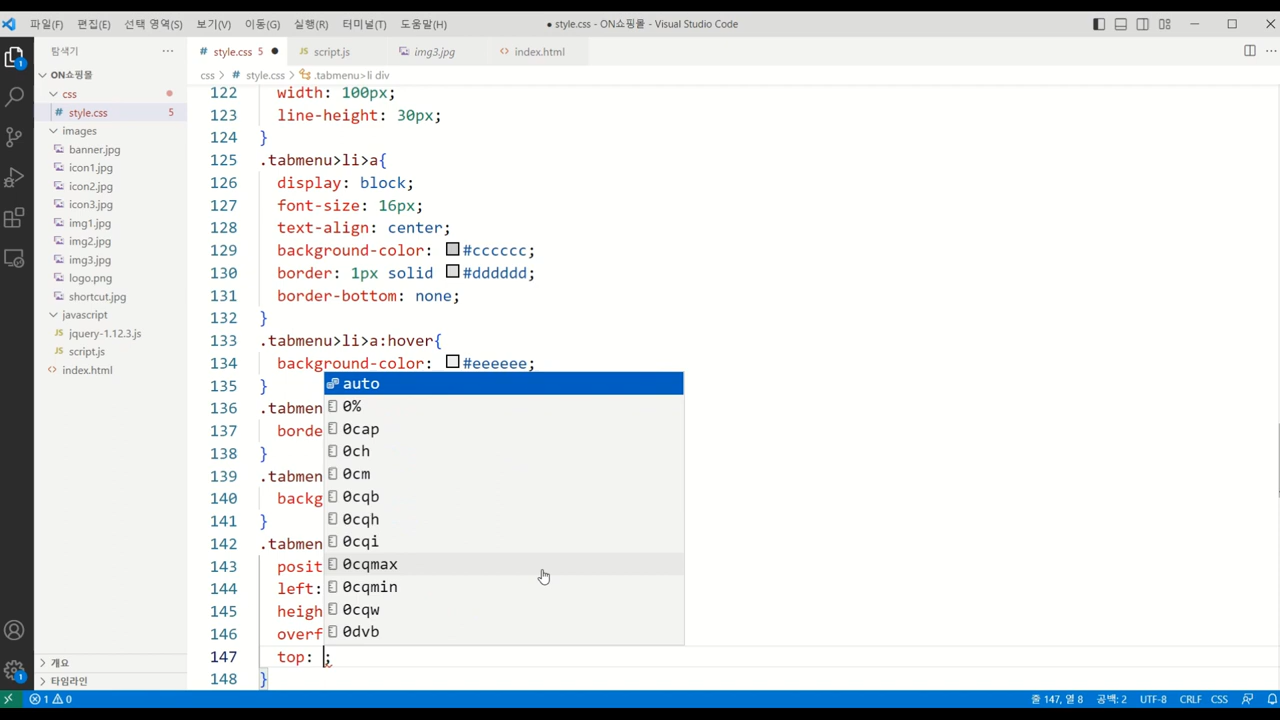 파일(F) 편집(E) 선택 영역(S) 보기(V) 이동(G) 실행(R) 터미널(T) 도움말(H)
● style.css - ON쇼핑몰 - Visual Studio Code
탐색기
ON쇼핑몰
css
style.css 5
images
banner.jpg
icon1.jpg
icon2.jpg
icon3.jpg
img1.jpg
img2.jpg
img3.jpg
logo.png
shortcut.jpg
javascript
JS jquery-1.12.3.js
JS script.js
index.html
개요
타임라인
# style.css 5 ● JS script.js img3.jpg index.html
css > # style.css > .tabmenu>li div
122 width: 100px;
123 line-height: 30px;
124 }
125 .tabmenu>li>a{
126 display: block;
127 font-size: 16px;
128 text-align: center;
129 background-color: #cccccc;
130 border: 1px solid #dddddd;
131 border-bottom: none;
132 }
133 .tabmenu>li>a:hover{
134 background-color: #eeeeee;
135 }
136 .tabmen
137 borde
138 }
139 .tabmen
140 backg
141 }
142 .tabmen
143 posit
144 left:
145 heigh
146 overf
147 top: ;
148 }
auto
0%
0cap
0ch
0cm
0cqb
0cqh
0cqi
0cqmax
0cqmin
0cqw
0dvb
1 0 줄 147, 열 8 공백: 2 UTF-8 CRLF CSS